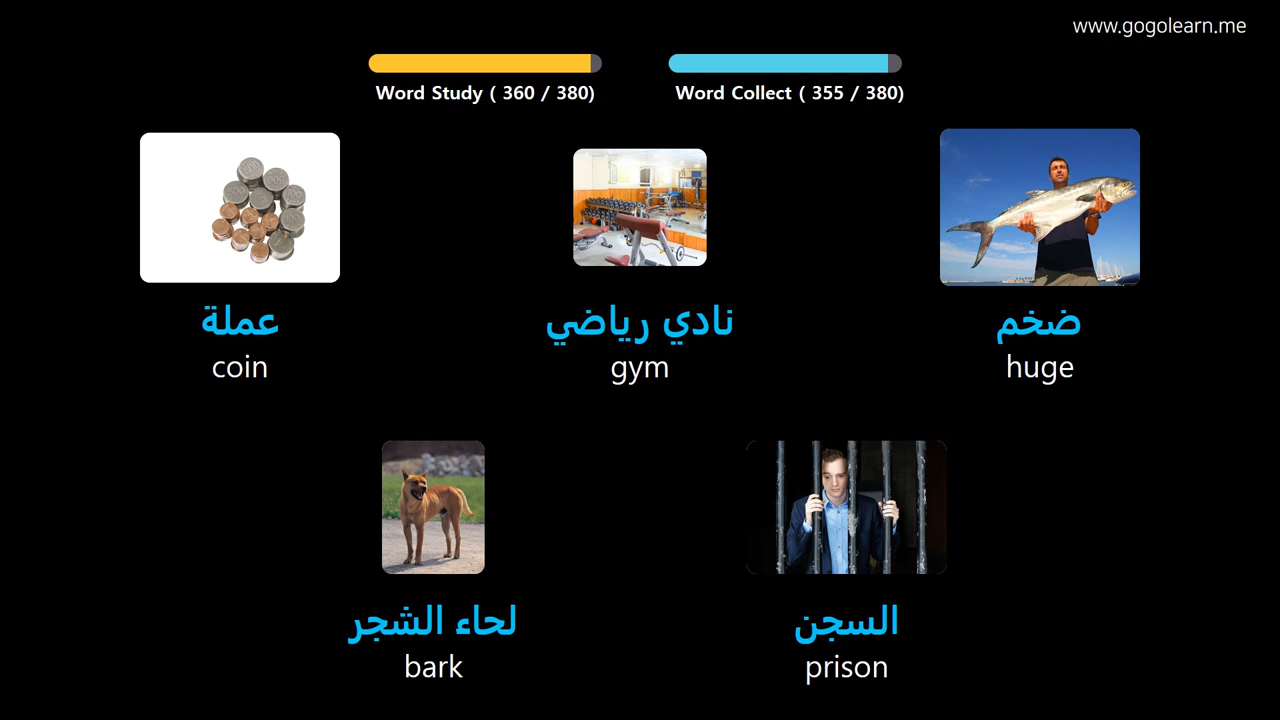 www.gogolearn.me
Word Study ( 360 / 380)
Word Collect ( 355 / 380)
عملة
coin
نادي رياضي
gym
ضخم
huge
لحاء الشجر
bark
السجن
prison